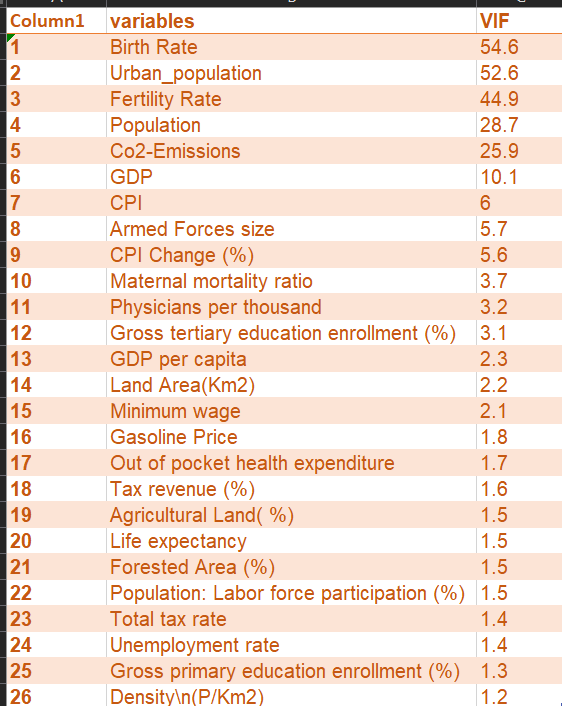 Column1 variables VIF
1 Birth Rate 54.6
2 Urban_population 52.6
3 Fertility Rate 44.9
4 Population 28.7
5 Co2-Emissions 25.9
6 GDP 10.1
7 CPI 6
8 Armed Forces size 5.7
9 CPI Change (%) 5.6
10 Maternal mortality ratio 3.7
11 Physicians per thousand 3.2
12 Gross tertiary education enrollment (%) 3.1
13 GDP per capita 2.3
14 Land Area(Km2) 2.2
15 Minimum wage 2.1
16 Gasoline Price 1.8
17 Out of pocket health expenditure 1.7
18 Tax revenue (%) 1.6
19 Agricultural Land( %) 1.5
20 Life expectancy 1.5
21 Forested Area (%) 1.5
22 Population: Labor force participation (%) 1.5
23 Total tax rate 1.4
24 Unemployment rate 1.4
25 Gross primary education enrollment (%) 1.3
26 Density\n(P/Km2) 1.2